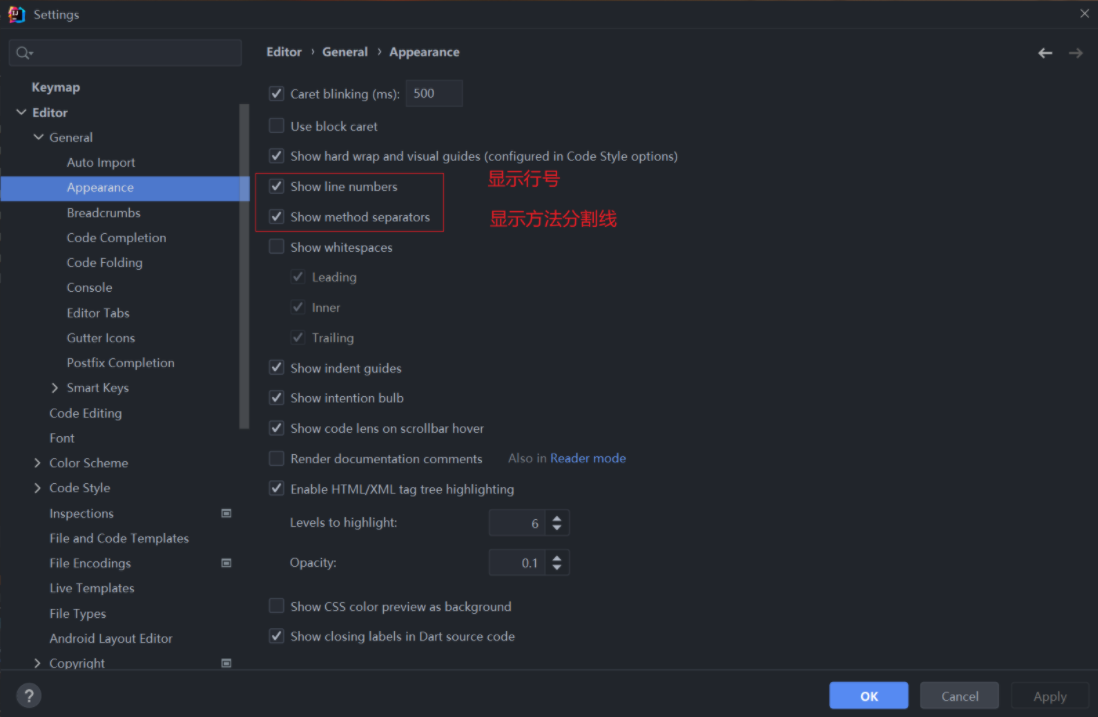 Settings
Editor › General › Appearance
Keymap
Editor
General
Auto Import
Appearance
Breadcrumbs
Code Completion
Code Folding
Console
Editor Tabs
Gutter Icons
Postfix Completion
Smart Keys
Code Editing
Font
Color Scheme
Code Style
Inspections
File and Code Templates
File Encodings
Live Templates
File Types
Android Layout Editor
Copyright
Caret blinking (ms): 500
Use block caret
Show hard wrap and visual guides (configured in Code Style options)
Show line numbers 显示行号
Show method separators 显示方法分割线
Show whitespaces
Leading
Inner
Trailing
Show indent guides
Show intention bulb
Show code lens on scrollbar hover
Render documentation comments Also in Reader mode
Enable HTML/XML tag tree highlighting
Levels to highlight: 6
Opacity: 0.1
Show CSS color preview as background
Show closing labels in Dart source code
? OK Cancel Apply